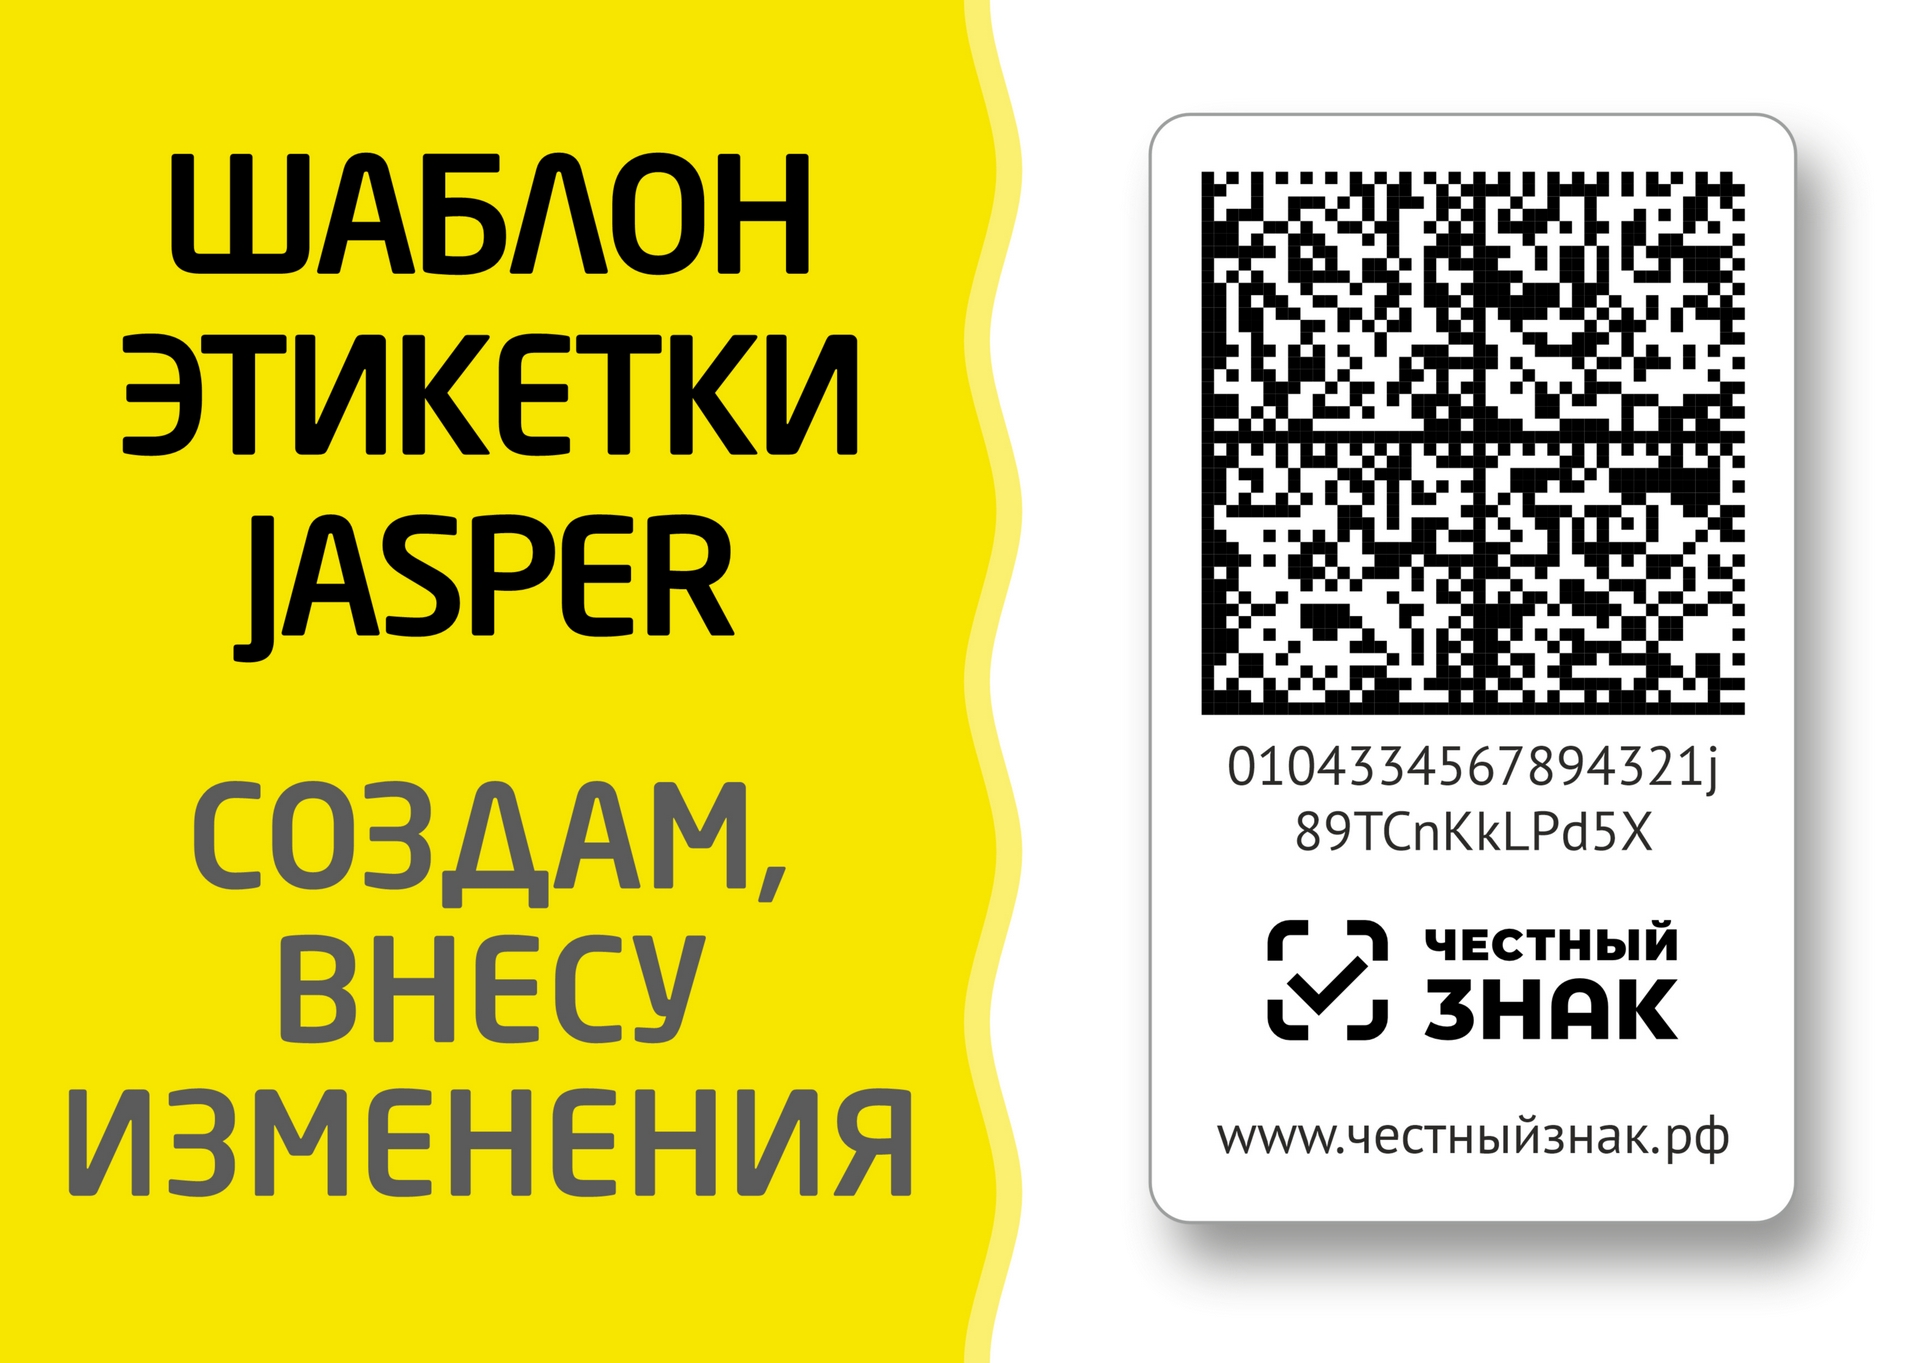 ШАБЛОН
ЭТИКЕТКИ
JASPER
СОЗДАМ,
ВНЕСУ
ИЗМЕНЕНИЯ
0104334567894321j
89TCnKkLPd5X
ЧЕСТНЫЙ
ЗНАК
www.честныйзнак.рф